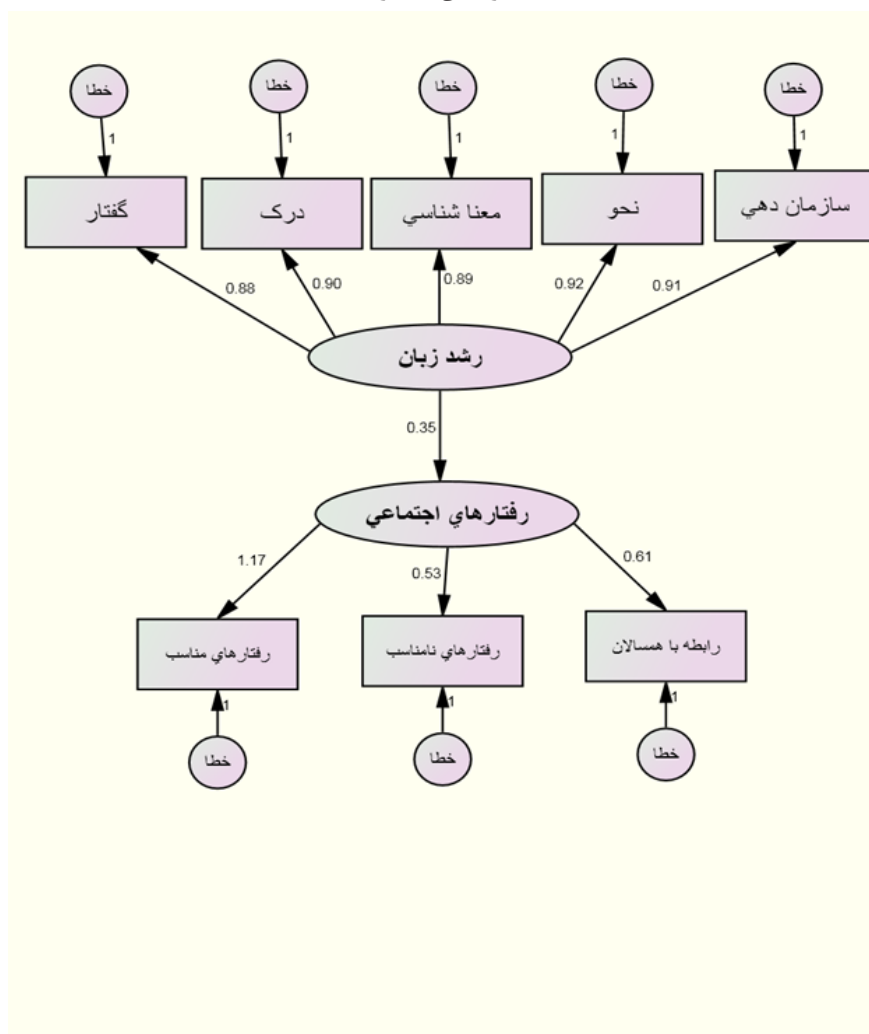 خطا
خطا
خطا
خطا
خطا
1
1
1
1
1
گفتار
درک
معنا شناسي
نحو
سازمان دهي
0.88
0.90
0.89
0.92
0.91
رشد زبان
0.35
رفتارهاي اجتماعي
1.17
0.53
0.61
رفتارهاي مناسب
رفتارهاي نامناسب
رابطه با همسالان
1
1
1
خطا
خطا
خطا